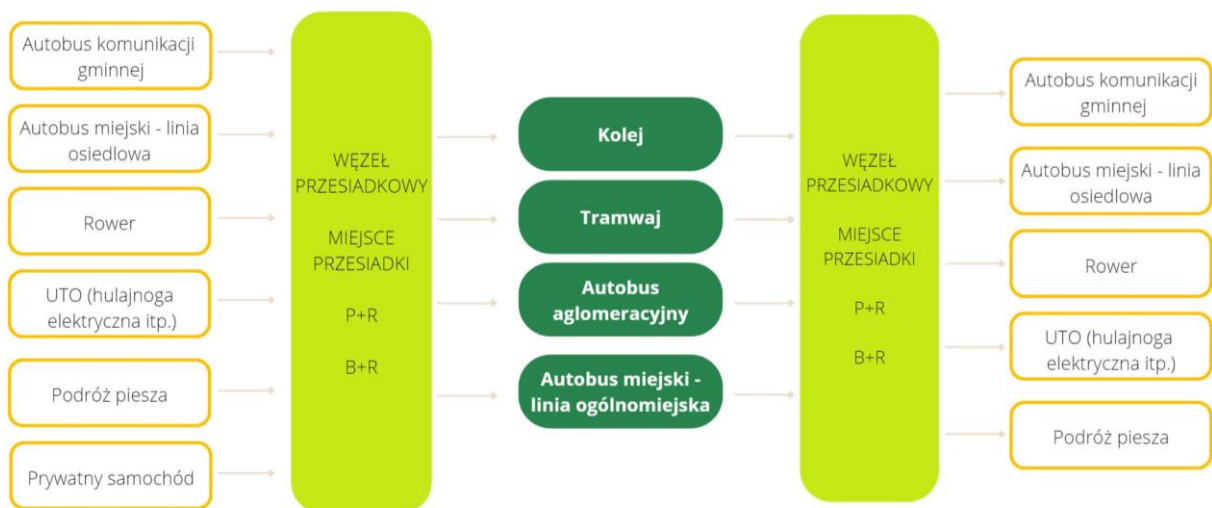 Autobus komunikacji
gminnej
Autobus miejski - linia
osiedlowa
Rower
UTO (hulajnoga
elektryczna itp.)
Podróż piesza
Prywatny samochód
WĘZEŁ
PRZESIADKOWY
MIEJSCE
PRZESIADKI
P+R
B+R
Kolej
Tramwaj
Autobus
aglomeracyjny
Autobus miejski -
linia ogólnomiejska
WĘZEŁ
PRZESIADKOWY
MIEJSCE
PRZESIADKI
P+R
B+R
Autobus komunikacji
gminnej
Autobus miejski - linia
osiedlowa
Rower
UTO (hulajnoga
elektryczna itp.)
Podróż piesza